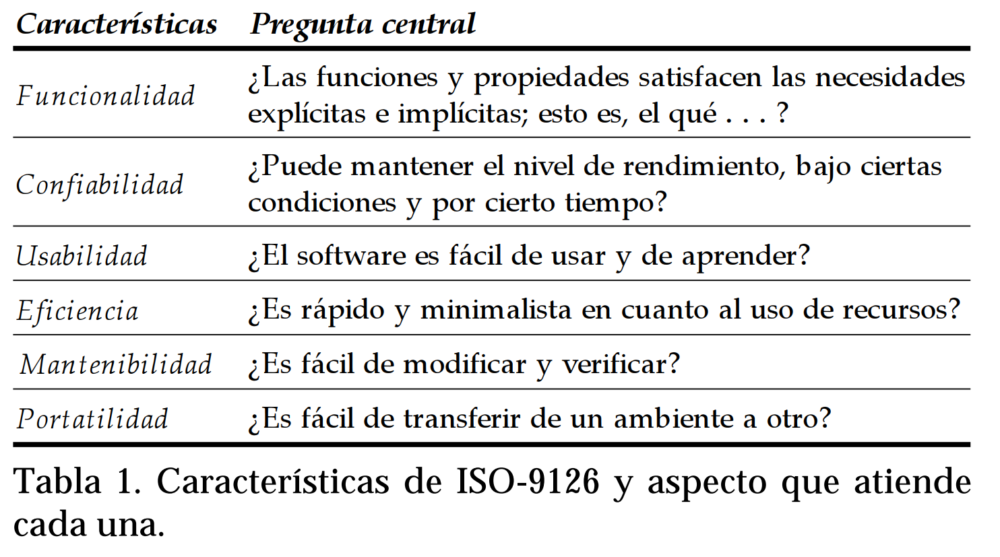 Características Pregunta central
Funcionalidad ¿Las funciones y propiedades satisfacen las necesidades
explícitas e implícitas; esto es, el qué . . . ?
Confiabilidad ¿Puede mantener el nivel de rendimiento, bajo ciertas
condiciones y por cierto tiempo?
Usabilidad ¿El software es fácil de usar y de aprender?
Eficiencia ¿Es rápido y minimalista en cuanto al uso de recursos?
Mantenibilidad ¿Es fácil de modificar y verificar?
Portatilidad ¿Es fácil de transferir de un ambiente a otro?
Tabla 1. Características de ISO-9126 y aspecto que atiende
cada una.